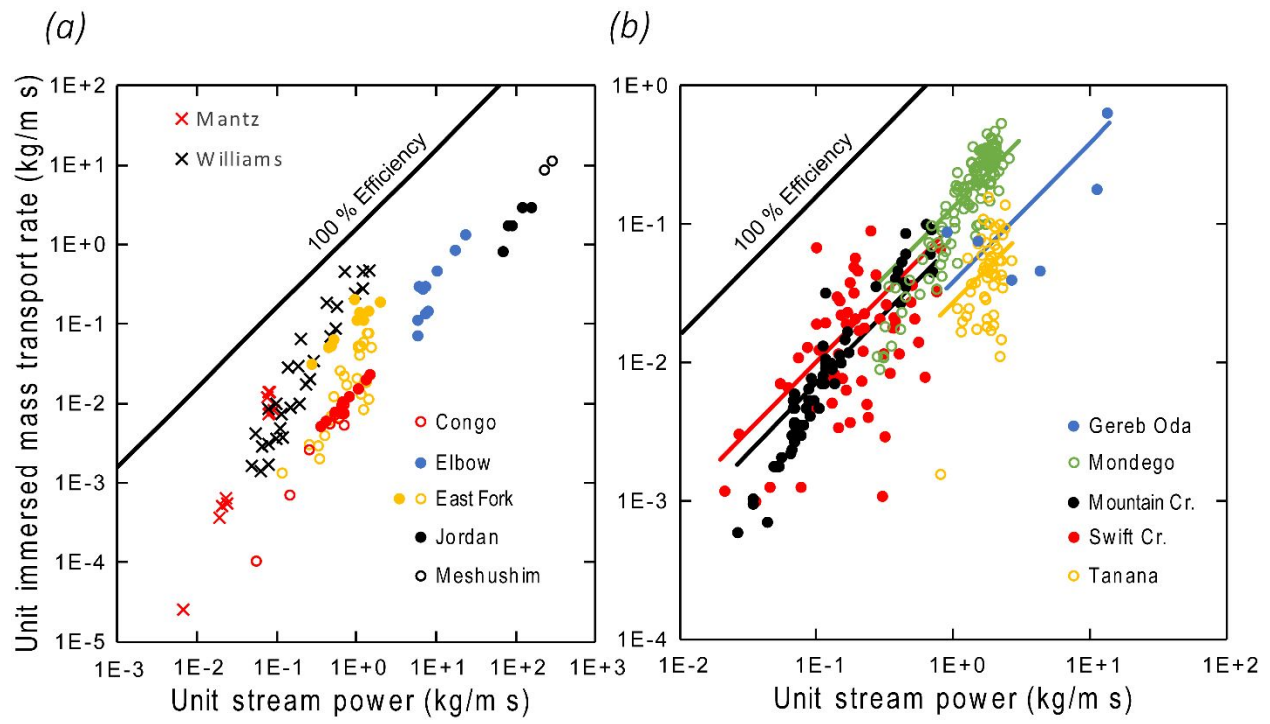 (a)
Unit immersed mass transport rate (kg/m s)
1E+2
1E+1
1E+0
1E-1
1E-2
1E-3
1E-4
1E-5
1E-3
1E-2
1E-1
1E+0
1E+1
1E+2
1E+3
Unit stream power (kg/m s)
Mantz
Williams
100 % Efficiency
Congo
Elbow
East Fork
Jordan
Meshushim
(b)
1E+0
1E-1
1E-2
1E-3
1E-4
1E-2
1E-1
1E+0
1E+1
1E+2
Unit stream power (kg/m s)
100 % Efficiency
Gereb Oda
Mondego
Mountain Cr.
Swift Cr.
Tanana